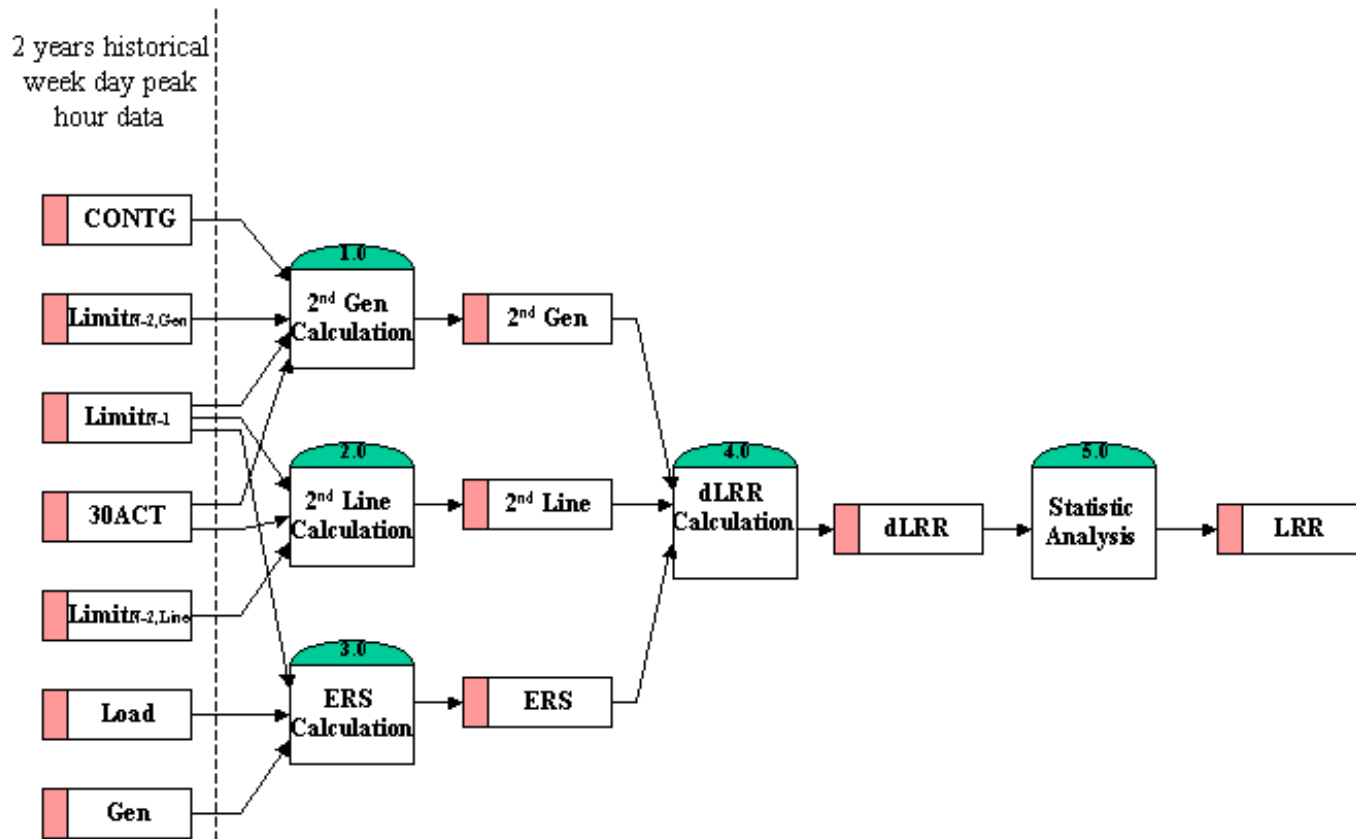 2 years historical
week day peak
hour data
CONTG
LimitN-2,Gen
LimitN-1
30ACT
LimitN-2,Line
Load
Gen
1.0
2nd Gen
Calculation
2.0
2nd Line
Calculation
3.0
ERS
Calculation
2nd Gen
2nd Line
ERS
4.0
dLRR
Calculation
dLRR
5.0
Statistic
Analysis
LRR